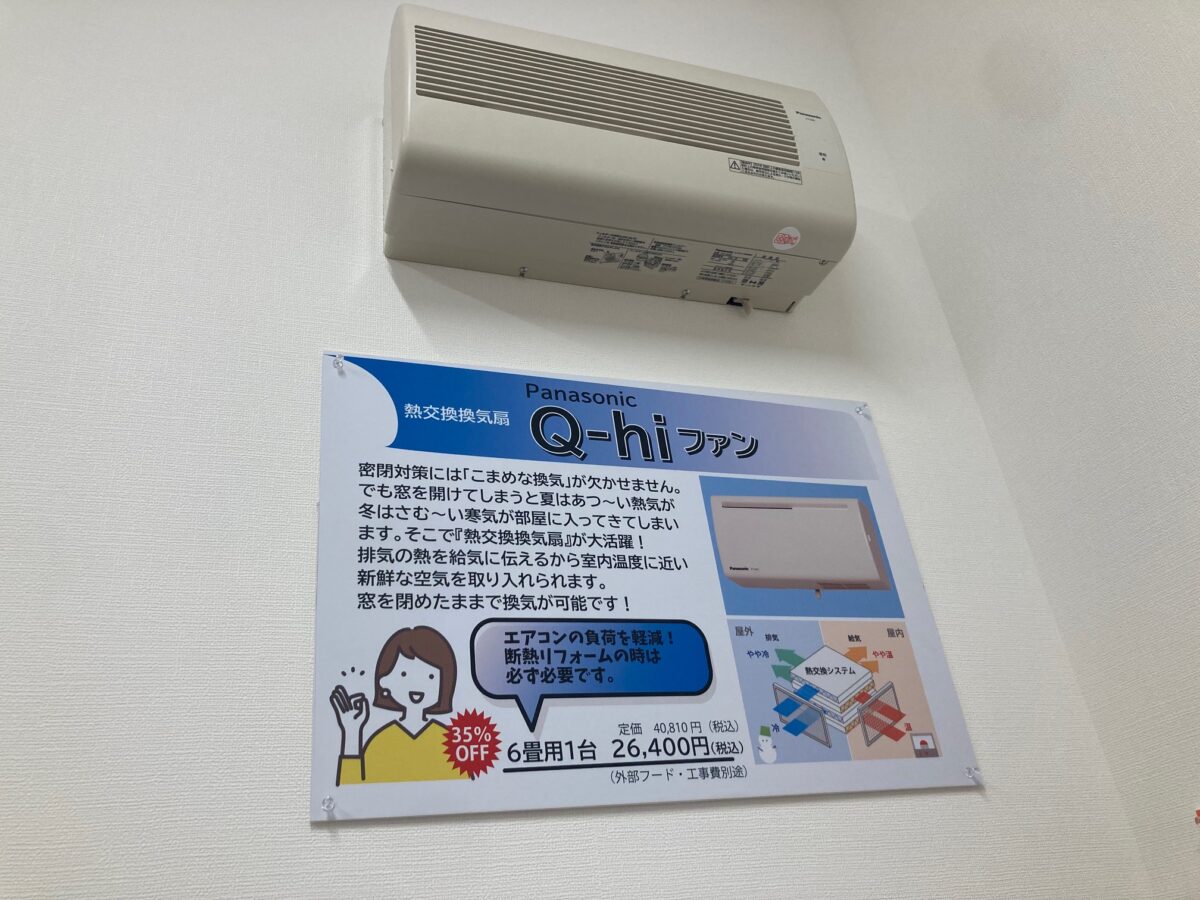 Panasonic
Panasonic
熱交換換気扇
Q-hiファン
密閉対策には「こまめな換気」が欠かせません。
でも窓を開けてしまうと夏はあつ～い熱気が
冬はさむ～い寒気が部屋に入ってきてしまい
ます。そこで『熱交換換気扇』が大活躍！
排気の熱を給気に伝えるから室内温度に近い
新鮮な空気を取り入れられます。
窓を閉めたままで換気が可能です！
Panasonic
エアコンの負荷を軽減！
断熱リフォームの時は
必ず必要です。
35%
OFF
定価 40,810円（税込）
6畳用1台 26,400円(税込)
（外部フード・工事費別途）
屋外
排気
給気
屋内
やや冷
やや温
熱交換システム
冷
温